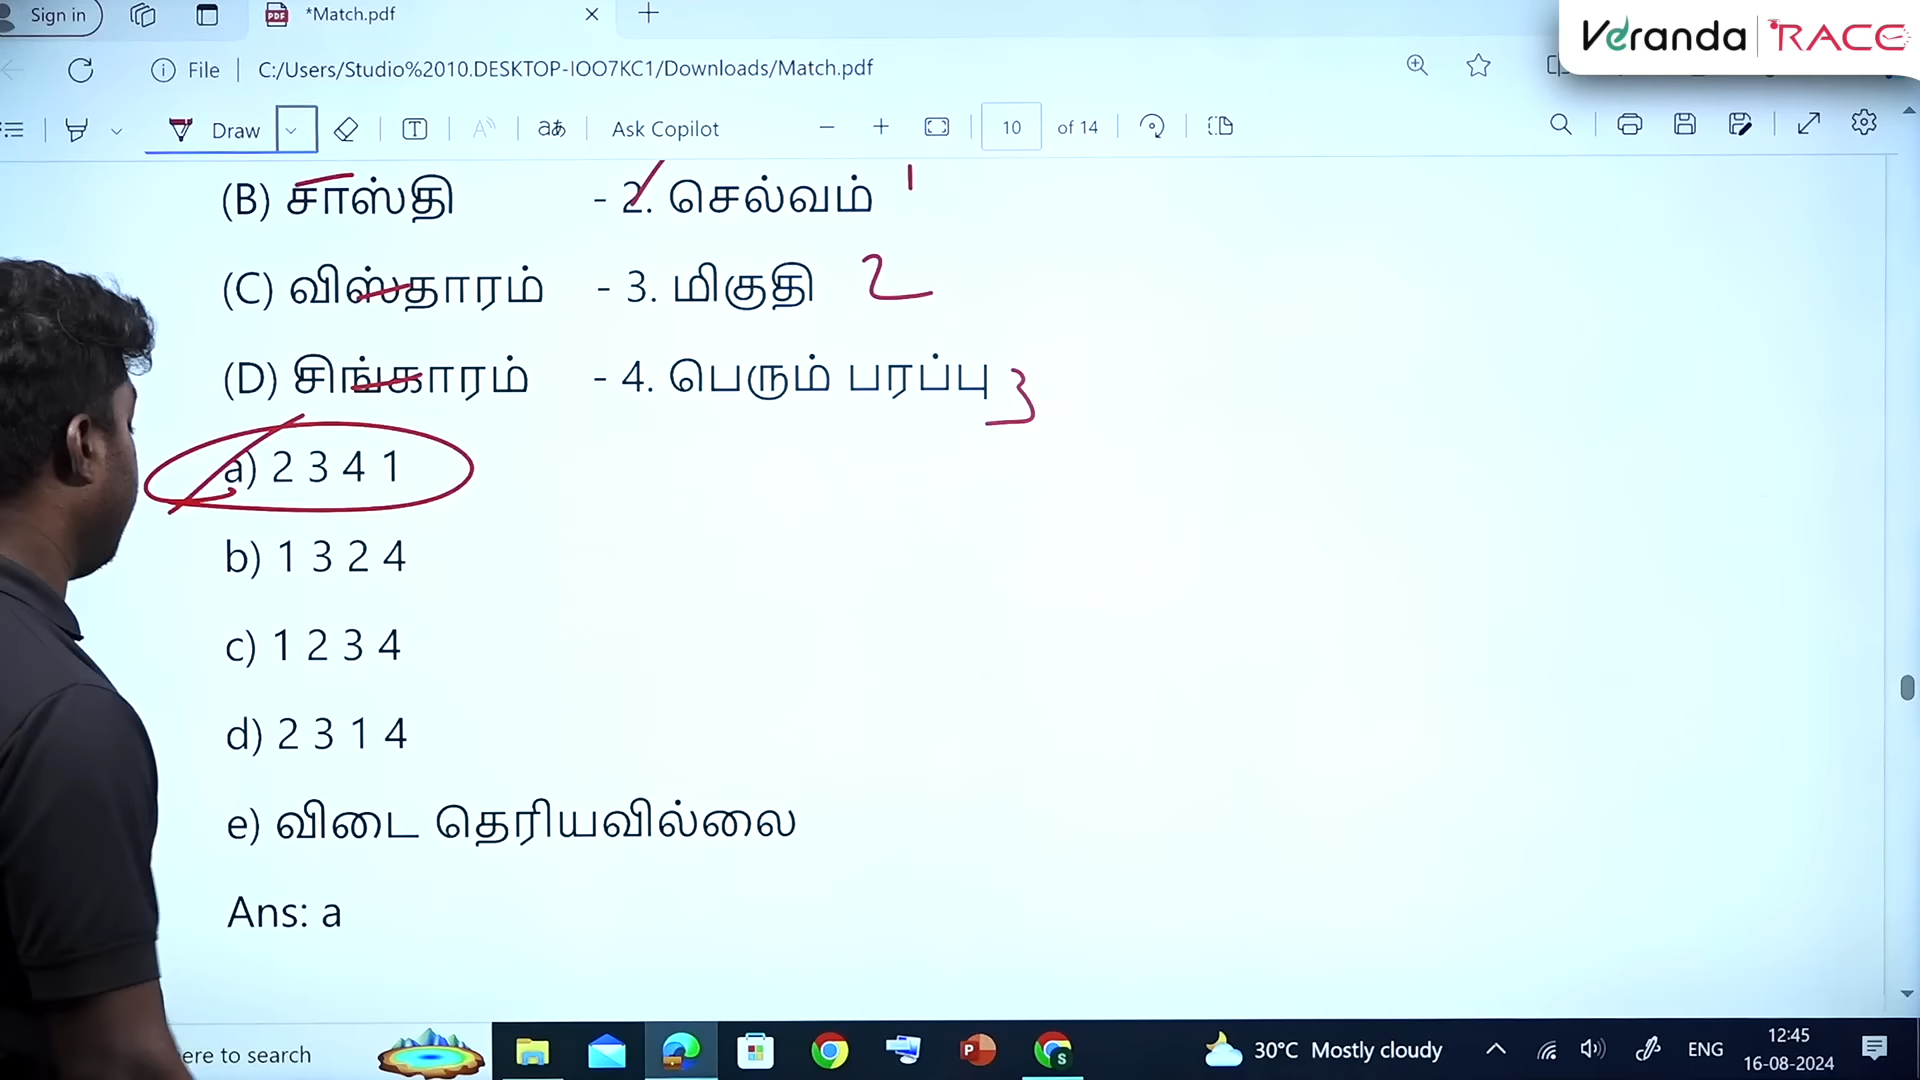 Sign in
*Match.pdf
Veranda RACE
File
C:/Users/Studio%2010.DESKTOP-IOO7KC1/Downloads/Match.pdf
Draw
Ask Copilot
10 of 14
(B) சாஸ்தி - 2. செல்வம் 1
(C) விஸ்தாரம் - 3. மிகுதி 2
(D) சிங்காரம் - 4. பெரும் பரப்பு 3
a) 2 3 4 1
b) 1 3 2 4
c) 1 2 3 4
d) 2 3 1 4
e) விடை தெரியவில்லை
Ans: a
ere to search
30°C Mostly cloudy
ENG
12:45
16-08-2024